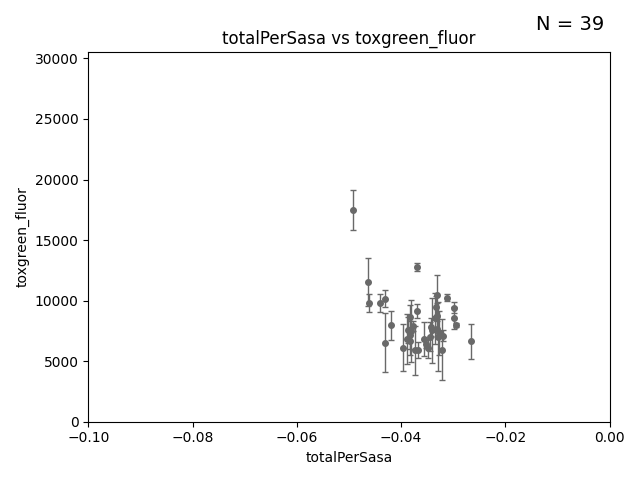 N = 39
totalPerSasa vs toxgreen_fluor
30000
25000
20000
15000
10000
5000
0
toxgreen_fluor
−0.10 −0.08 −0.06 −0.04 −0.02 0.00
totalPerSasa